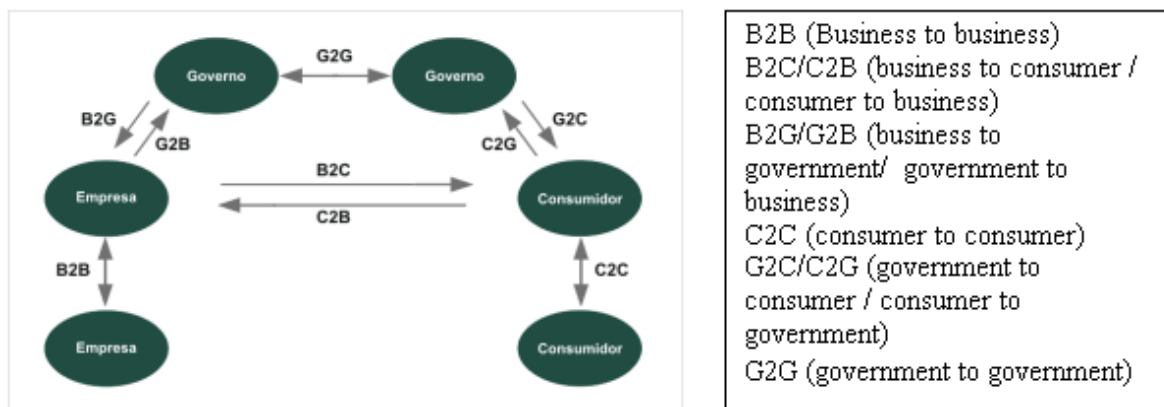 G2G
Governo
Governo
B2G
G2B
G2C
C2G
B2C
Empresa
Consumidor
C2B
B2B
C2C
Empresa
Consumidor
B2B (Business to business)
B2C/C2B (business to consumer /
consumer to business)
B2G/G2B (business to
government/ government to
business)
C2C (consumer to consumer)
G2C/C2G (government to
consumer / consumer to
government)
G2G (government to government)